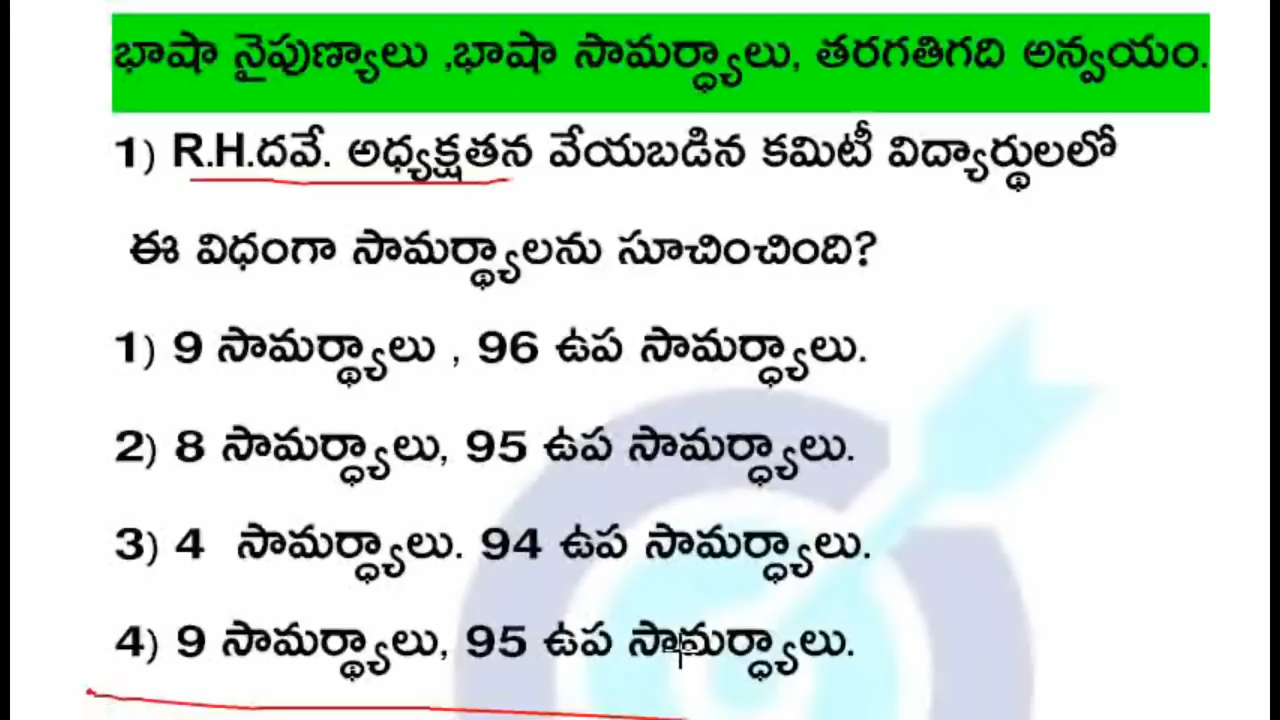 భాషా నైపుణ్యాలు ,భాషా సామర్ధ్యాలు, తరగతిగది అన్వయం.
1) R.H.దవే. అధ్యక్షతన వేయబడిన కమిటీ విద్యార్థులలో
ఈ విధంగా సామర్థ్యాలను సూచించింది?
1) 9 సామర్థ్యాలు , 96 ఉప సామర్ధ్యాలు.
2) 8 సామర్ధ్యాలు, 95 ఉప సామర్ధ్యాలు.
3) 4 సామర్ధ్యాలు. 94 ఉప సామర్ధ్యాలు.
4) 9 సామర్థ్యాలు, 95 ఉప సామర్ధ్యాలు.